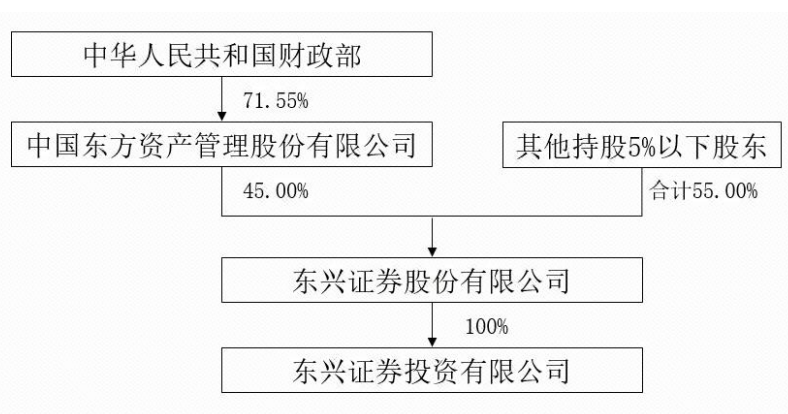 中华人民共和国财政部
71.55%
中国东方资产管理股份有限公司
其他持股5%以下股东
45.00%
合计55.00%
东兴证券股份有限公司
100%
东兴证券投资有限公司